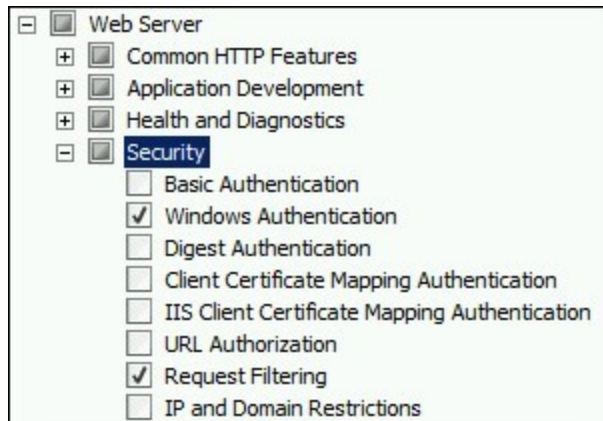 Web Server
Common HTTP Features
Application Development
Health and Diagnostics
Security
Basic Authentication
Windows Authentication
Digest Authentication
Client Certificate Mapping Authentication
IIS Client Certificate Mapping Authentication
URL Authorization
Request Filtering
IP and Domain Restrictions